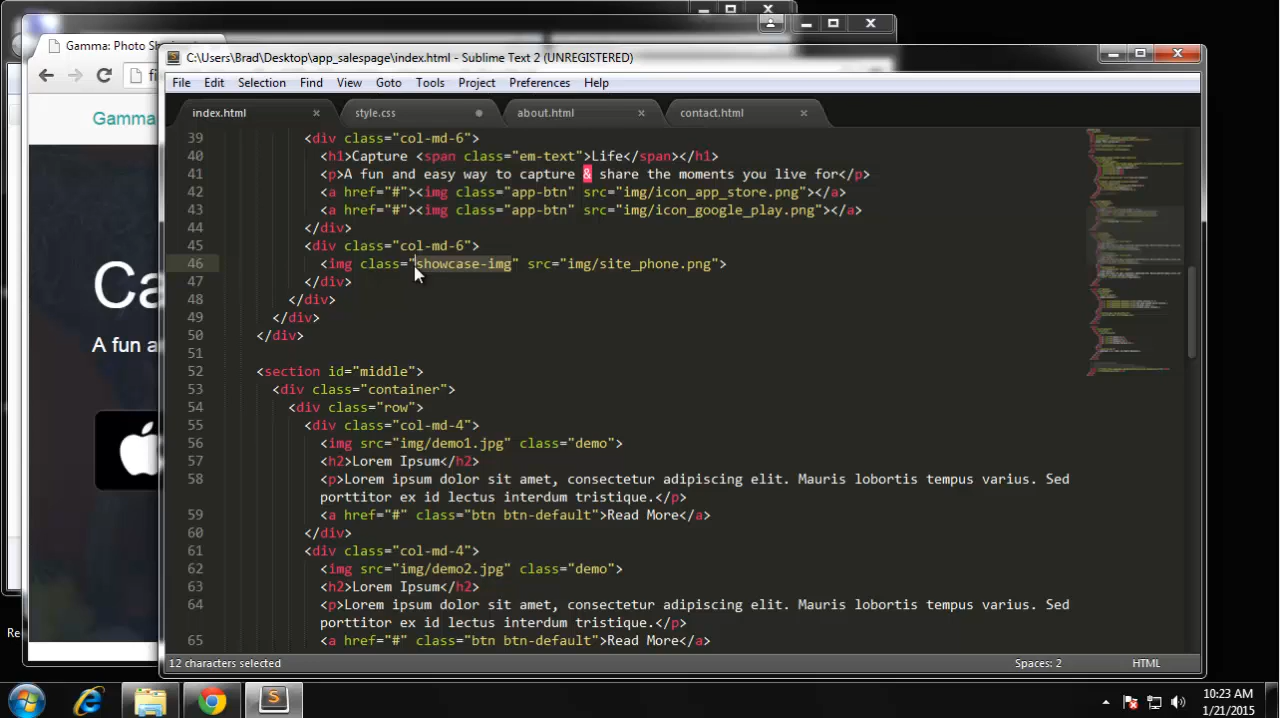 Gamma: Photo Sh
fi
Gamma
Ca
A fun a
Re
C:\Users\Brad\Desktop\app_salespage\index.html - Sublime Text 2 (UNREGISTERED)
File Edit Selection Find View Goto Tools Project Preferences Help
index.html style.css about.html contact.html
39 <div class="col-md-6">
40 <h1>Capture <span class="em-text">Life</span></h1>
41 <p>A fun and easy way to capture & share the moments you live for</p>
42 <a href="#"><img class="app-btn" src="img/icon_app_store.png"></a>
43 <a href="#"><img class="app-btn" src="img/icon_google_play.png"></a>
44 </div>
45 <div class="col-md-6">
46 <img class="showcase-img" src="img/site_phone.png">
47 </div>
48 </div>
49 </div>
50 </div>
51
52 <section id="middle">
53 <div class="container">
54 <div class="row">
55 <div class="col-md-4">
56 <img src="img/demo1.jpg" class="demo">
57 <h2>Lorem Ipsum</h2>
58 <p>Lorem ipsum dolor sit amet, consectetur adipiscing elit. Mauris lobortis tempus varius. Sed
porttitor ex id lectus interdum tristique.</p>
59 <a href="#" class="btn btn-default">Read More</a>
60 </div>
61 <div class="col-md-4">
62 <img src="img/demo2.jpg" class="demo">
63 <h2>Lorem Ipsum</h2>
64 <p>Lorem ipsum dolor sit amet, consectetur adipiscing elit. Mauris lobortis tempus varius. Sed
porttitor ex id lectus interdum tristique.</p>
65 <a href="#" class="btn btn-default">Read More</a>
12 characters selected Spaces: 2 HTML
10:23 AM
1/21/2015